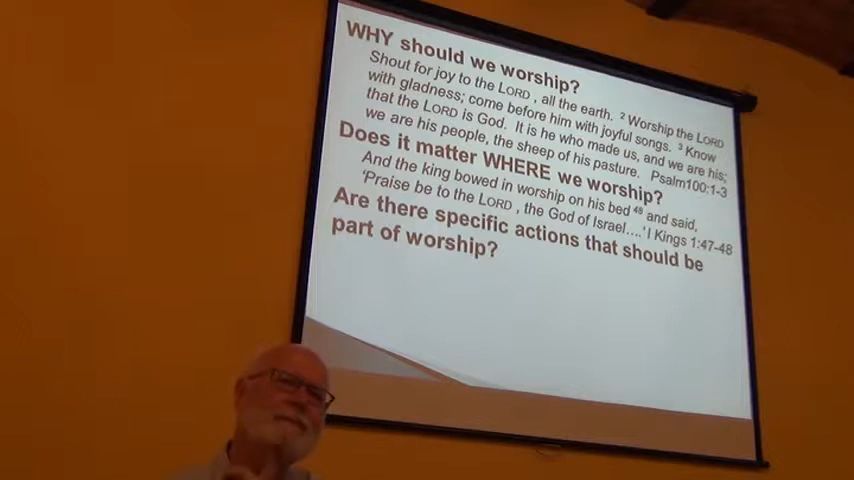 WHY should we worship?
Shout for joy to the LORD , all the earth. 2 Worship the LORD
with gladness; come before him with joyful songs. 3 Know
that the LORD is God. It is he who made us, and we are his;
we are his people, the sheep of his pasture. Psalm100:1-3
Does it matter WHERE we worship?
And the king bowed in worship on his bed 48 and said,
'Praise be to the LORD , the God of Israel....' I Kings 1:47-48
Are there specific actions that should be
part of worship?